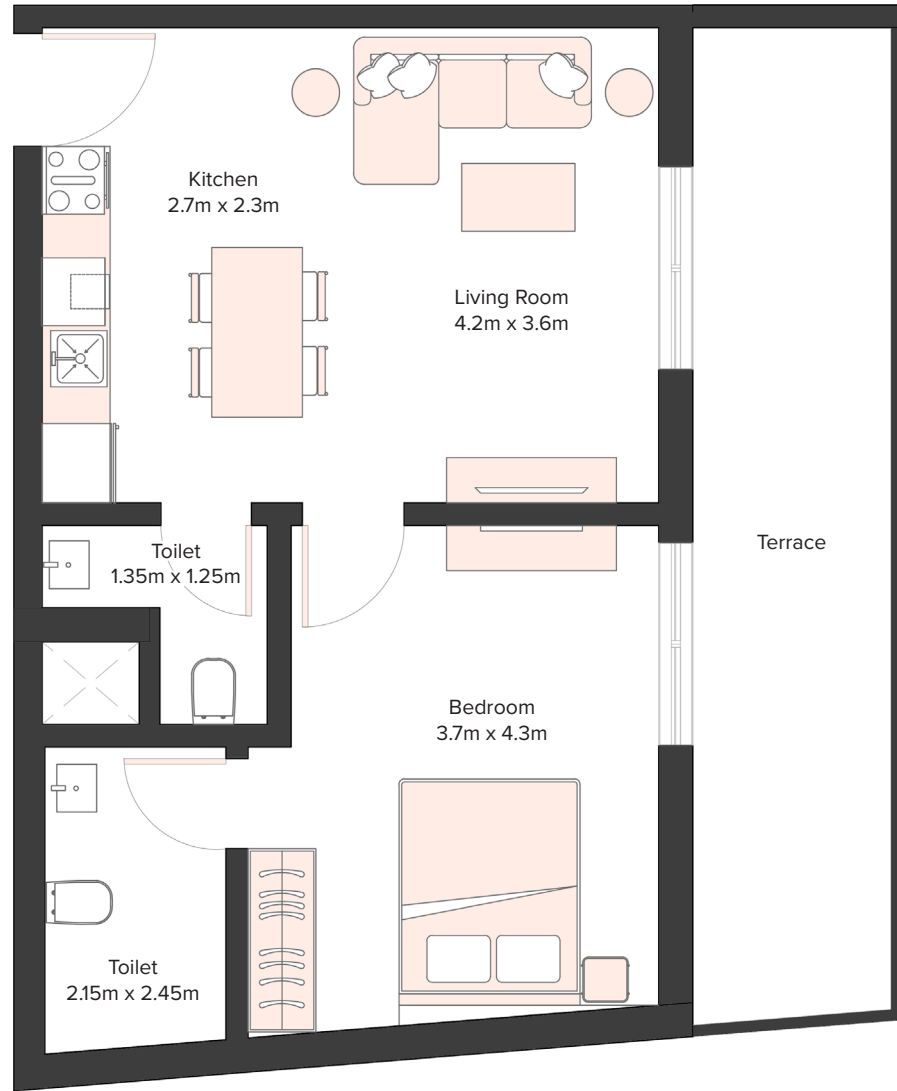 Kitchen
2.7m x 2.3m
Living Room
4.2m x 3.6m
Toilet
1.35m x 1.25m
Terrace
Bedroom
3.7m x 4.3m
Toilet
2.15m x 2.45m